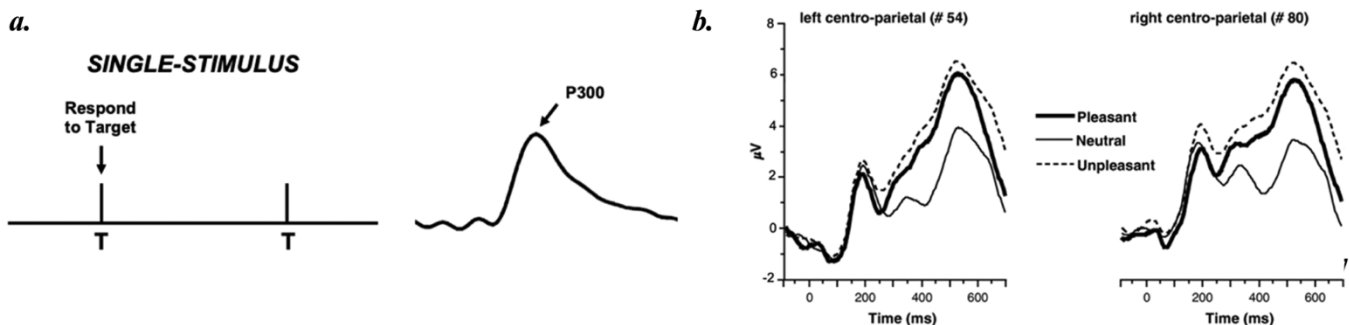 a.
SINGLE-STIMULUS
Respond
to Target
T
T
P300
b.
left centro-parietal (# 54)
8
6
4
2
0
-2
µV
0
200
400
600
Time (ms)
right centro-parietal (# 80)
Pleasant
Neutral
Unpleasant
0
200
400
600
Time (ms)